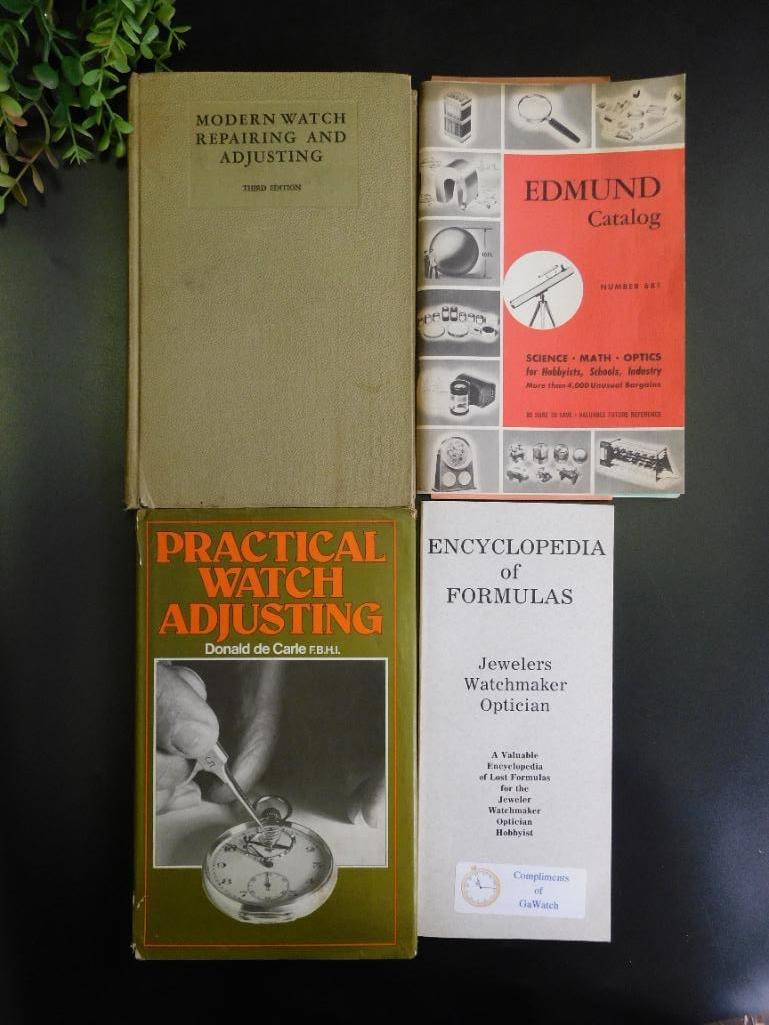 MODERN WATCH
REPAIRING AND
ADJUSTING
THIRD EDITION
EDMUND
Catalog
NUMBER 681
SCIENCE · MATH · OPTICS
for Hobbyists, Schools, Industry
More than 4,000 Unusual Bargains
BE SURE TO SAVE · VALUABLE FUTURE REFERENCE
PRACTICAL
WATCH
ADJUSTING
Donald de Carle F.B.H.I.
5
ENCYCLOPEDIA
of
FORMULAS
Jewelers
Watchmaker
Optician
A Valuable
Encyclopedia
of Lost Formulas
for the
Jeweler
Watchmaker
Optician
Hobbyist
Compliments
of
GaWatch